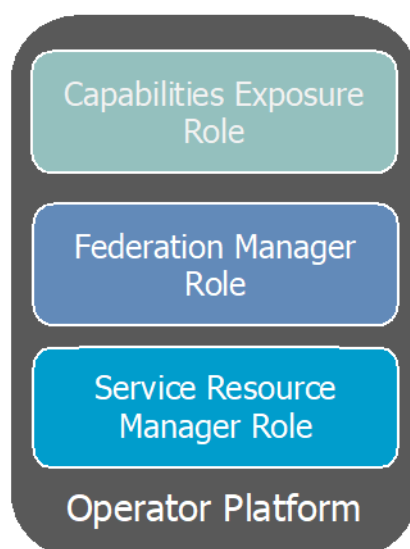 Capabilities Exposure
Role
Federation Manager
Role
Service Resource
Manager Role
Operator Platform